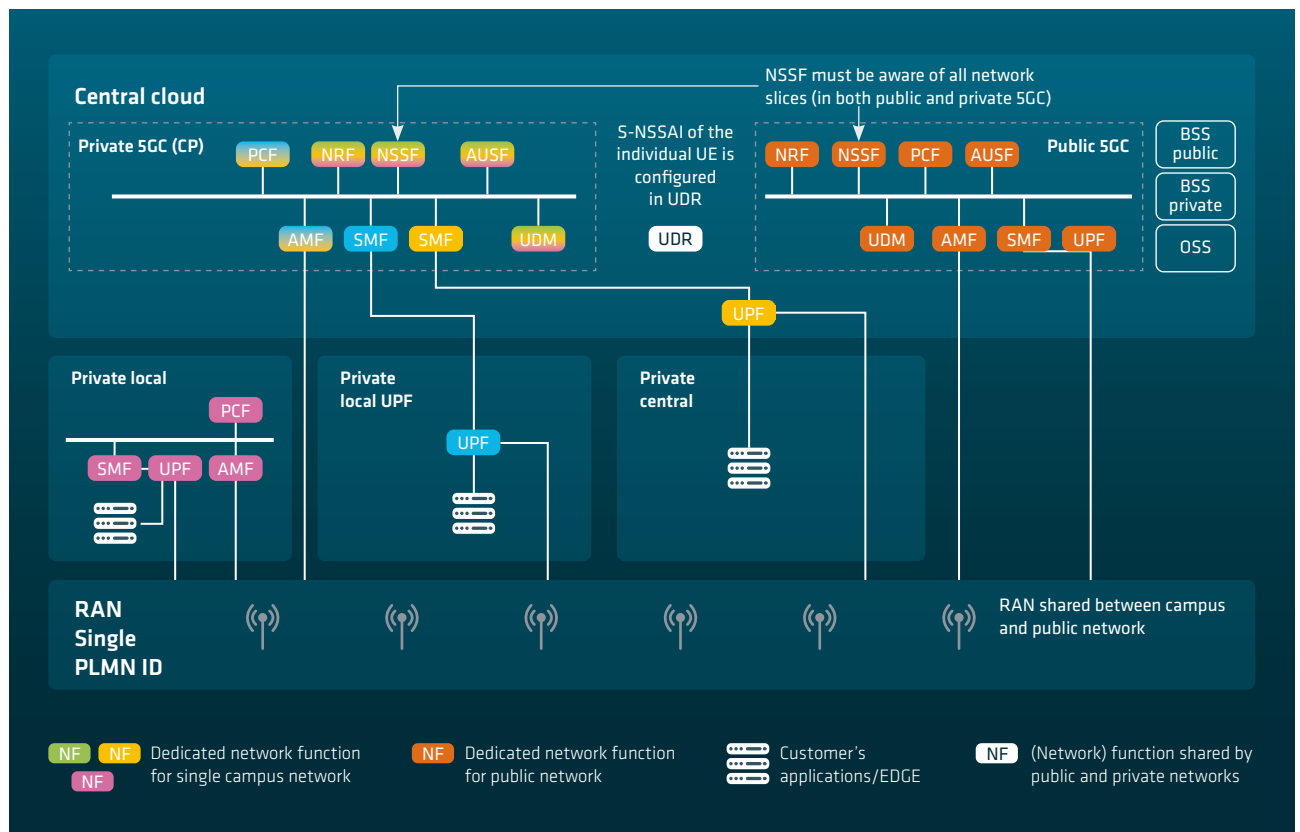 NSSF must be aware of all network
slices (in both public and private 5GC)
Central cloud
Private 5GC (CP)
PCF
NRF
NSSF
AUSF
AMF
SMF
SMF
UDM
S-NSSAI of the
individual UE is
configured
in UDR
UDR
NRF
NSSF
PCF
AUSF
Public 5GC
UDM
AMF
SMF
UPF
BSS
public
BSS
private
OSS
UPF
Private local
PCF
SMF
UPF
AMF
Private
local UPF
UPF
Private
central
RAN
Single
PLMN ID
RAN shared between campus
and public network
NF
NF
NF
Dedicated network function
for single campus network
NF
Dedicated network function
for public network
Customer's
applications/EDGE
NF
(Network) function shared by
public and private networks